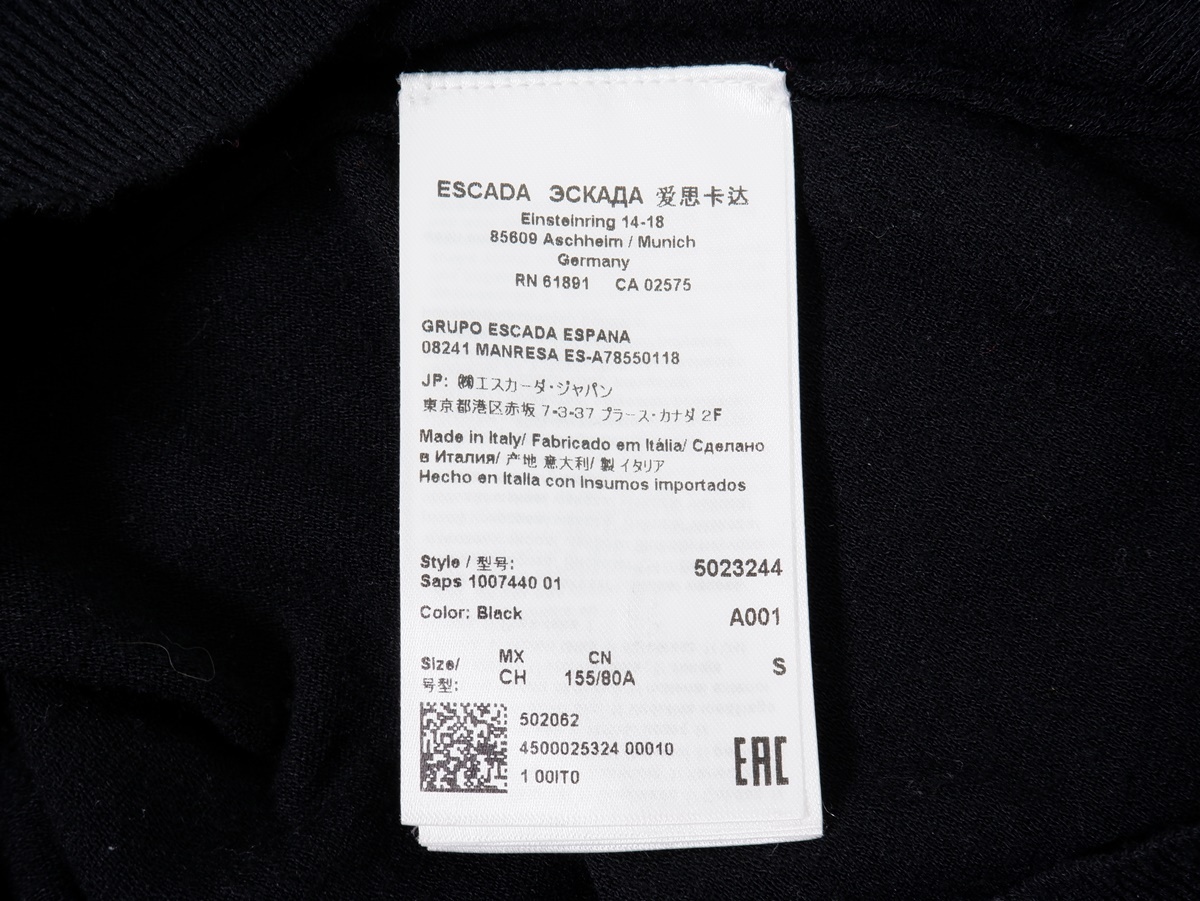 ESCADA ЭСКАДА 爱思卡达
Einsteinring 14-18
85609 Aschheim / Munich
Germany
RN 61891 CA 02575
GRUPO ESCADA ESPANA
08241 MANRESA ES-A78550118
JP: ㈱エスカーダ・ジャパン
東京都港区赤坂 7-3-37 プラース・カナダ 2F
Made in Italy/ Fabricado em Itália/ Сделано
в Италия/ 产地 意大利/ 製 イタリア
Hecho en Italia con Insumos importados
Style / 型号: 5023244
Saps 1007440 01
Color: Black A001
Size/ MX CN S
号型: CH 155/80A
502062
4500025324 00010
1 00IT0
EAC